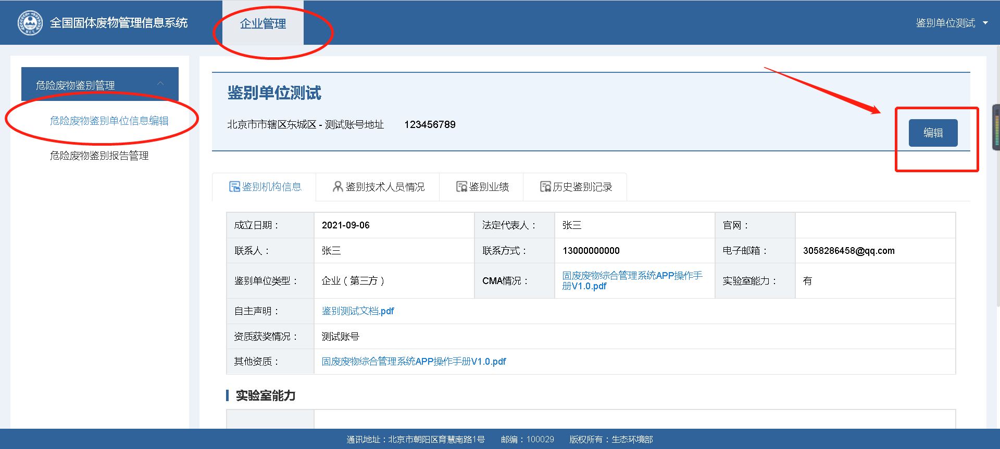 全国固体废物管理信息系统
企业管理
鉴别单位测试
危险废物鉴别管理
危险废物鉴别单位信息编辑
危险废物鉴别报告管理
鉴别单位测试
北京市市辖区东城区 - 测试账号地址 123456789
编辑
鉴别机构信息 鉴别技术人员情况 鉴别业绩 历史鉴别记录
成立日期： 2021-09-06 法定代表人： 张三 官网：
联系人： 张三 联系方式： 13000000000 电子邮箱： 3058286458@qq.com
鉴别单位类型： 企业（第三方） CMA情况： 固废废物综合管理系统APP操作手
册V1.0.pdf 实验室能力： 有
自主声明： 鉴别测试文档.pdf
资质获奖情况： 测试账号
其他资质： 固废废物综合管理系统APP操作手册V1.0.pdf
实验室能力
通讯地址：北京市朝阳区育慧南路1号 邮编：100029 版权所有：生态环境部